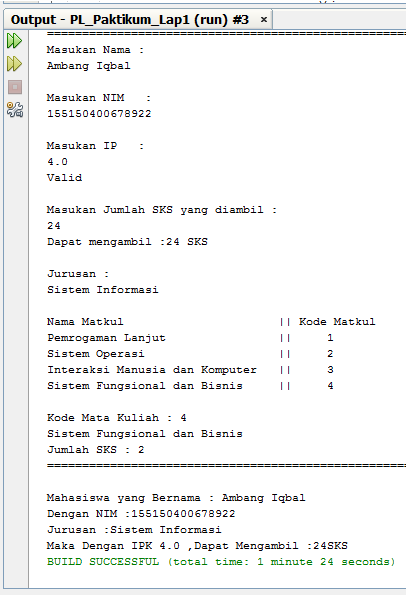 Output - PL_Paktikum_Lap1 (run) #3 ×
==================================================
Masukan Nama :
Ambang Iqbal
Masukan NIM   :
155150400678922
Masukan IP   :
4.0
Valid
Masukan Jumlah SKS yang diambil :
24
Dapat mengambil :24 SKS
Jurusan :
Sistem Informasi
Nama Matkul                       || Kode Matkul
Pemrogaman Lanjut                 ||     1
Sistem Operasi                    ||     2
Interaksi Manusia dan Komputer    ||     3
Sistem Fungsional dan Bisnis      ||     4
Kode Mata Kuliah : 4
Sistem Fungsional dan Bisnis
Jumlah SKS : 2
==================================================
Mahasiswa yang Bernama : Ambang Iqbal
Dengan NIM :155150400678922
Jurusan :Sistem Informasi
Maka Dengan IPK 4.0 ,Dapat Mengambil :24SKS
BUILD SUCCESSFUL (total time: 1 minute 24 seconds)